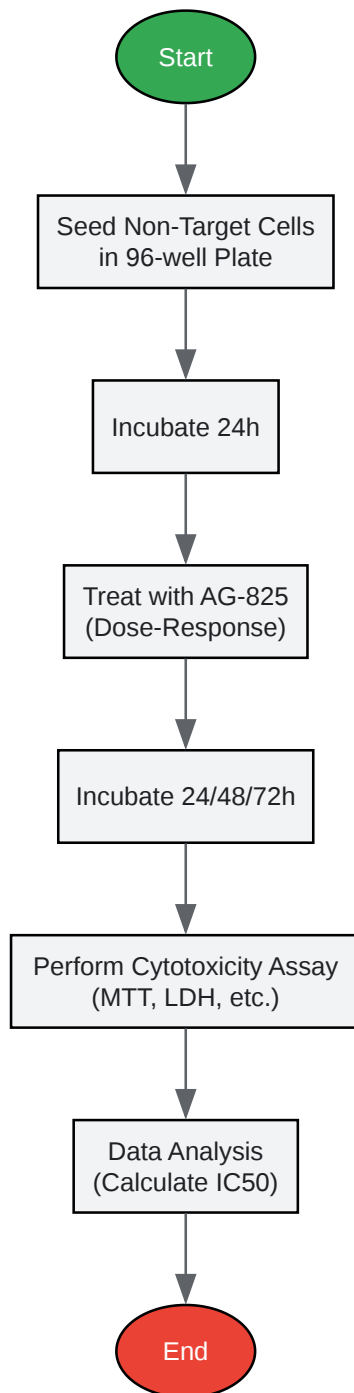 Start
Seed Non-Target Cells
in 96-well Plate
Incubate 24h
Treat with AG-825
(Dose-Response)
Incubate 24/48/72h
Perform Cytotoxicity Assay
(MTT, LDH, etc.)
Data Analysis
(Calculate IC50)
End